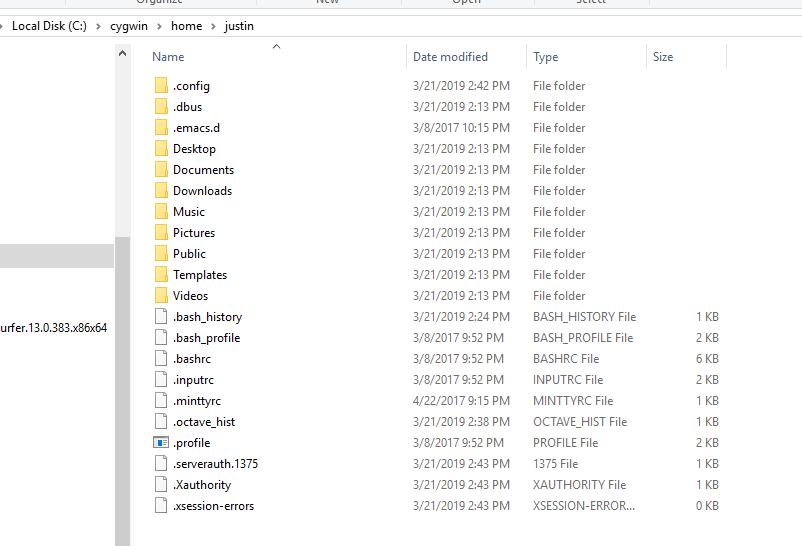 Organize New Open Select
Local Disk (C:) > cygwin > home > justin
Name Date modified Type Size
.config 3/21/2019 2:42 PM File folder
.dbus 3/21/2019 2:13 PM File folder
.emacs.d 3/8/2017 10:15 PM File folder
Desktop 3/21/2019 2:13 PM File folder
Documents 3/21/2019 2:13 PM File folder
Downloads 3/21/2019 2:13 PM File folder
Music 3/21/2019 2:13 PM File folder
Pictures 3/21/2019 2:13 PM File folder
Public 3/21/2019 2:13 PM File folder
Templates 3/21/2019 2:13 PM File folder
Videos 3/21/2019 2:13 PM File folder
.bash_history 3/21/2019 2:24 PM BASH_HISTORY File 1 KB
urfer.13.0.383.x86x64
.bash_profile 3/8/2017 9:52 PM BASH_PROFILE File 2 KB
.bashrc 3/8/2017 9:52 PM BASHRC File 6 KB
.inputrc 3/8/2017 9:52 PM INPUTRC File 2 KB
.minttyrc 4/22/2017 9:15 PM MINTTYRC File 1 KB
.octave_hist 3/21/2019 2:38 PM OCTAVE_HIST File 1 KB
.profile 3/8/2017 9:52 PM PROFILE File 2 KB
.serverauth.1375 3/21/2019 2:43 PM 1375 File 1 KB
.Xauthority 3/21/2019 2:43 PM XAUTHORITY File 1 KB
.xsession-errors 3/21/2019 2:43 PM XSESSION-ERROR... 0 KB